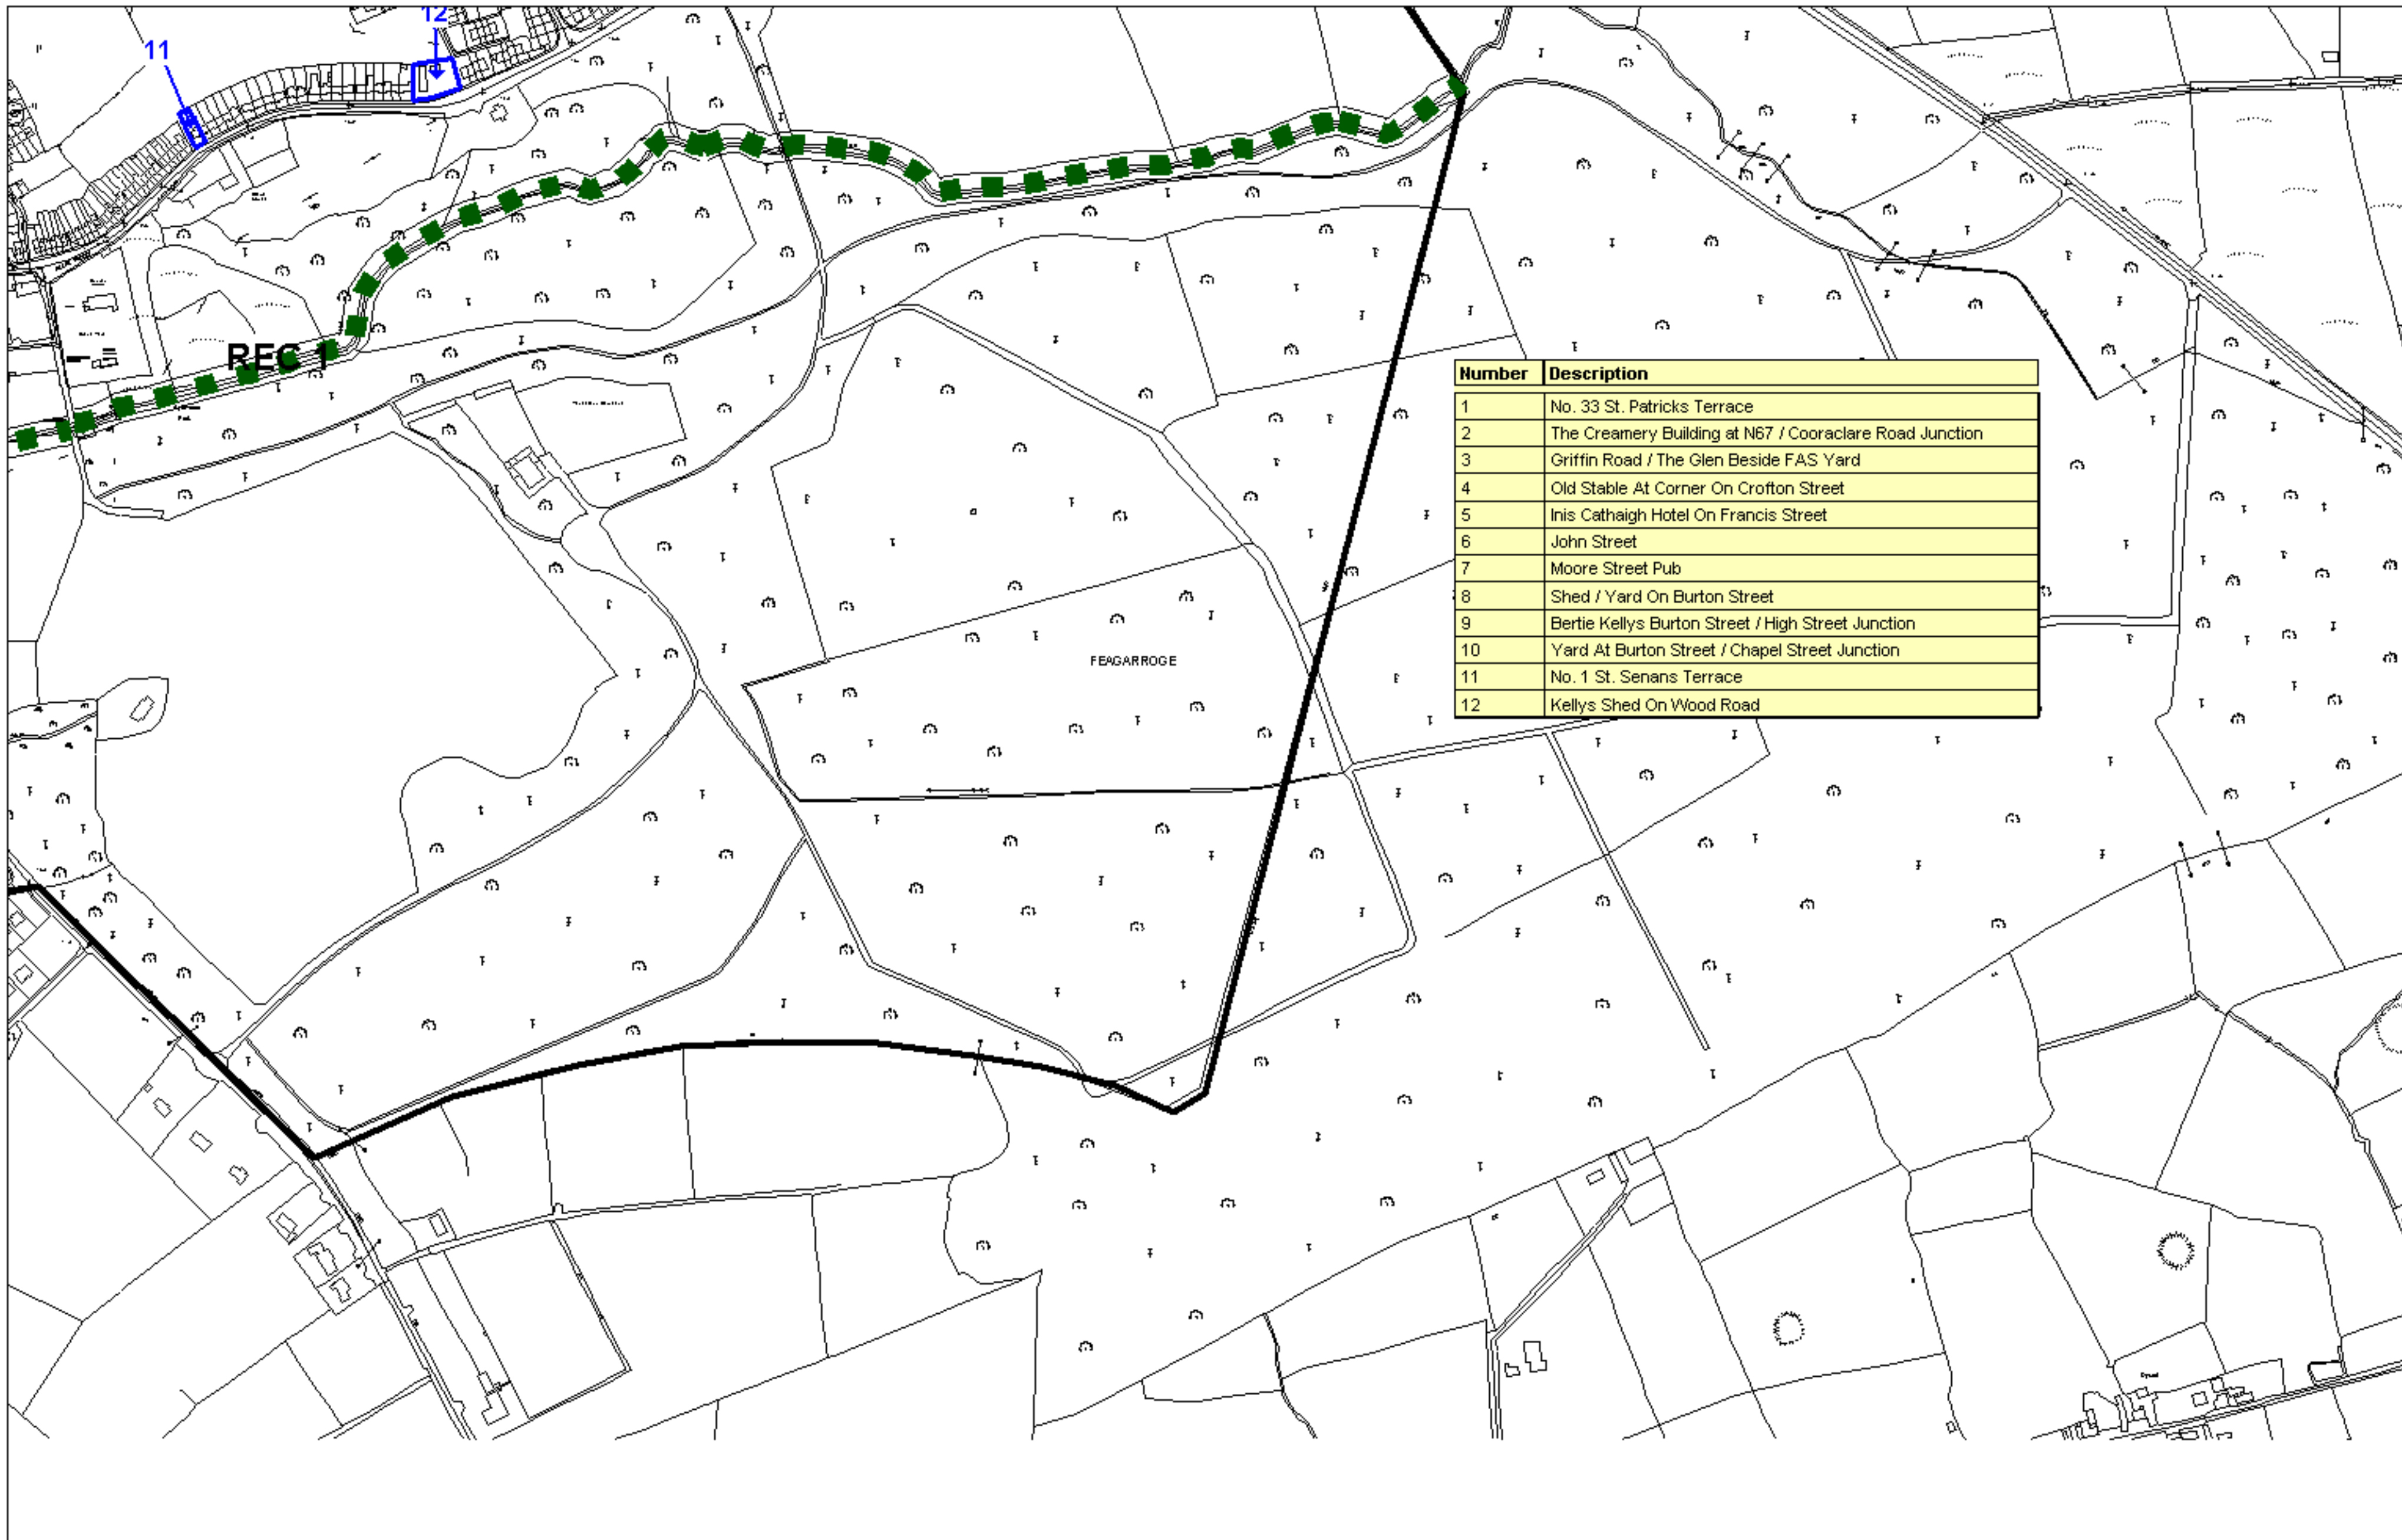 12
11
REC 1
Number Description
1 No. 33 St. Patricks Terrace
2 The Creamery Building at N67 / Cooraclare Road Junction
3 Griffin Road / The Glen Beside FAS Yard
4 Old Stable At Corner On Crofton Street
5 Inis Cathaigh Hotel On Francis Street
6 John Street
7 Moore Street Pub
8 Shed / Yard On Burton Street
9 Bertie Kellys Burton Street / High Street Junction
10 Yard At Burton Street / Chapel Street Junction
11 No. 1 St. Senans Terrace
12 Kellys Shed On Wood Road
FEAGARROGE